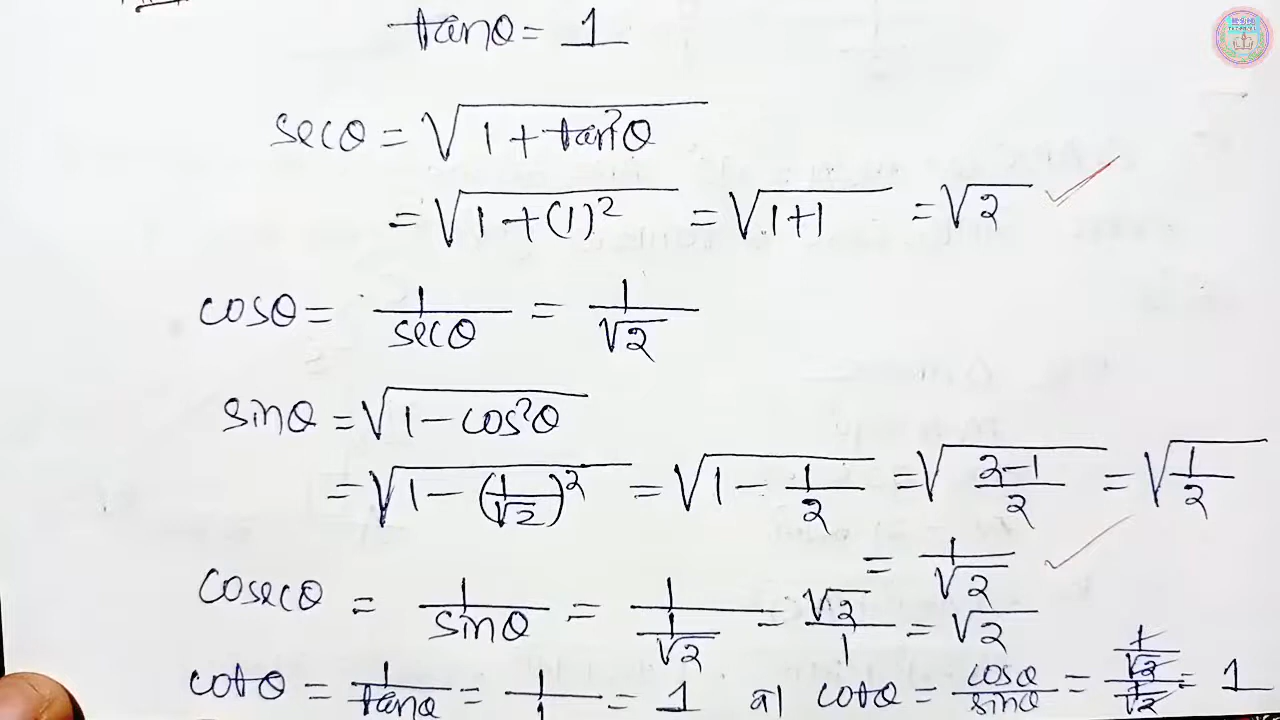 tanθ = 1
secθ = √(1 + tan²θ)
= √(1 + (1)²) = √(1+1) = √2
cosθ = 1/secθ = 1/√2
sinθ = √(1 − cos²θ)
= √(1 − (1/√2)²) = √(1 − 1/2) = √((2−1)/2) = √(1/2)
= 1/√2
cosecθ = 1/sinθ = 1/(1/√2) = √2/1 = √2
cotθ = 1/tanθ = 1/1 = 1 বা cotθ = cosθ/sinθ = (1/√2)/(1/√2) = 1